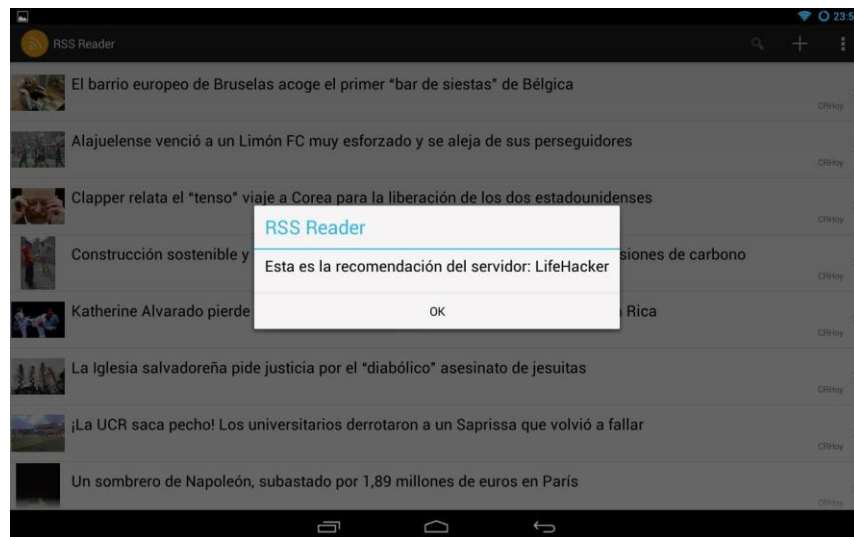 23:5
RSS Reader
El barrio europeo de Bruselas acoge el primer "bar de siestas" de Bélgica
CRHoy
Alajuelense venció a un Limón FC muy esforzado y se aleja de sus perseguidores
CRHoy
Clapper relata el "tenso" viaje a Corea para la liberación de los dos estadounidenses
CRHoy
RSS Reader
Construcción sostenible y siones de carbono
CRHoy
Esta es la recomendación del servidor: LifeHacker
Katherine Alvarado pierde Rica
CRHoy
OK
La Iglesia salvadoreña pide justicia por el "diabólico" asesinato de jesuitas
CRHoy
¡La UCR saca pecho! Los universitarios derrotaron a un Saprissa que volvió a fallar
CRHoy
Un sombrero de Napoleón, subastado por 1,89 millones de euros en París
CRHoy